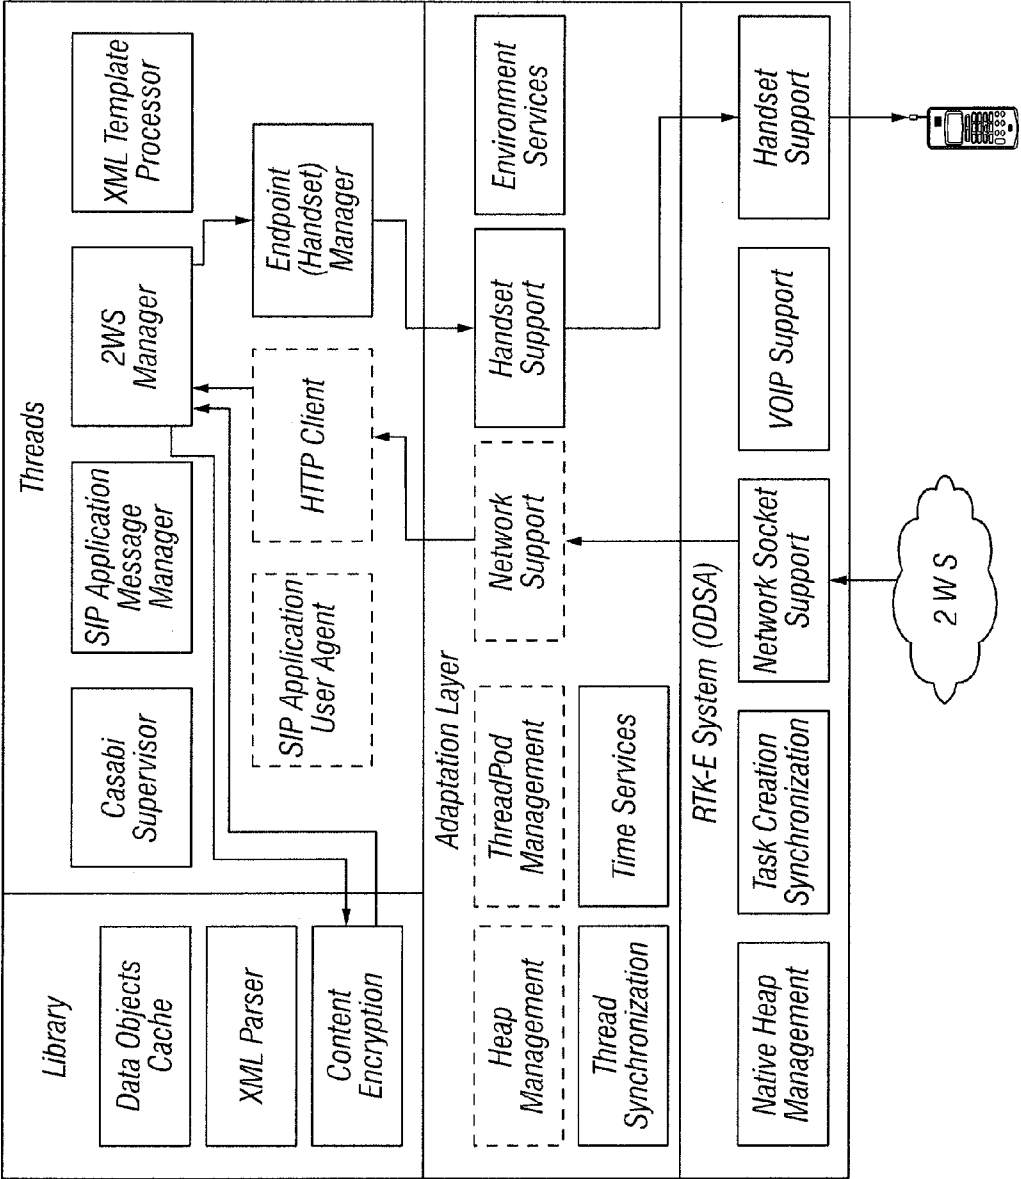 Library
Data Objects
Cache
XML Parser
Content
Encryption
Threads
Casabi
Supervisor
SIP Application
Message
Manager
2WS
Manager
XML Template
Processor
SIP Application
User Agent
HTTP Client
Endpoint
(Handset)
Manager
Adaptation Layer
Heap
Management
ThreadPod
Management
Network
Support
Handset
Support
Environment
Services
Thread
Synchronization
Time Services
RTK-E System (ODSA)
Native Heap
Management
Task Creation
Synchronization
Network Socket
Support
VOIP Support
Handset
Support
2 W S